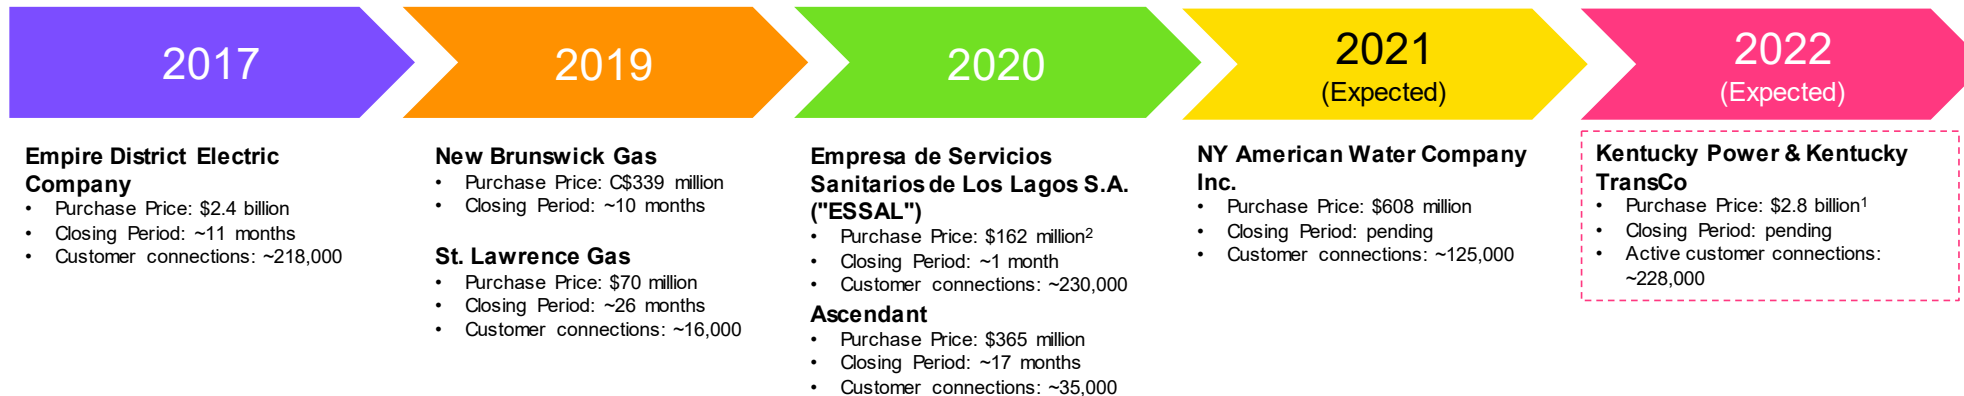 2017
Empire District Electric
Company
• Purchase Price: $2.4 billion
• Closing Period: ~11 months
• Customer connections: ~218,000
2019
New Brunswick Gas
• Purchase Price: C$339 million
• Closing Period: ~10 months
St. Lawrence Gas
• Purchase Price: $70 million
• Closing Period: ~26 months
• Customer connections: ~16,000
2020
Empresa de Servicios
Sanitarios de Los Lagos S.A.
("ESSAL")
• Purchase Price: $162 million²
• Closing Period: ~1 month
• Customer connections: ~230,000
Ascendant
• Purchase Price: $365 million
• Closing Period: ~17 months
• Customer connections: ~35,000
2021
(Expected)
NY American Water Company
Inc.
• Purchase Price: $608 million
• Closing Period: pending
• Customer connections: ~125,000
2022
(Expected)
Kentucky Power & Kentucky
TransCo
• Purchase Price: $2.8 billion¹
• Closing Period: pending
• Active customer connections:
~228,000